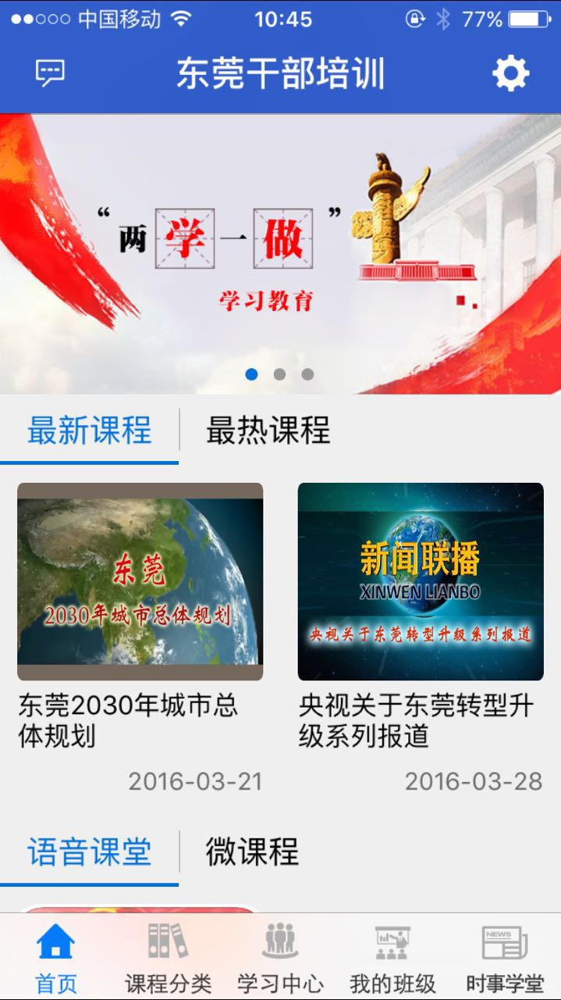 中国移动
10:45
77%
东莞干部培训
“两学一做”
学习教育
最新课程
最热课程
东莞
2030年城市总体规划
新闻联播
XINWEN LIANBO
央视关于东莞转型升级系列报道
东莞2030年城市总
体规划
2016-03-21
央视关于东莞转型升
级系列报道
2016-03-28
语音课堂
微课程
NEWS
首页
课程分类
学习中心
我的班级
时事学堂